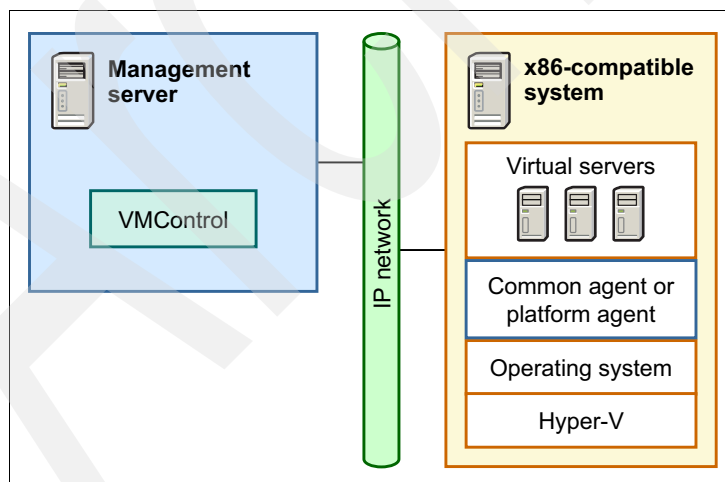 Management
server
VMControl
IP network
x86-compatible
system
Virtual servers
Common agent or
platform agent
Operating system
Hyper-V